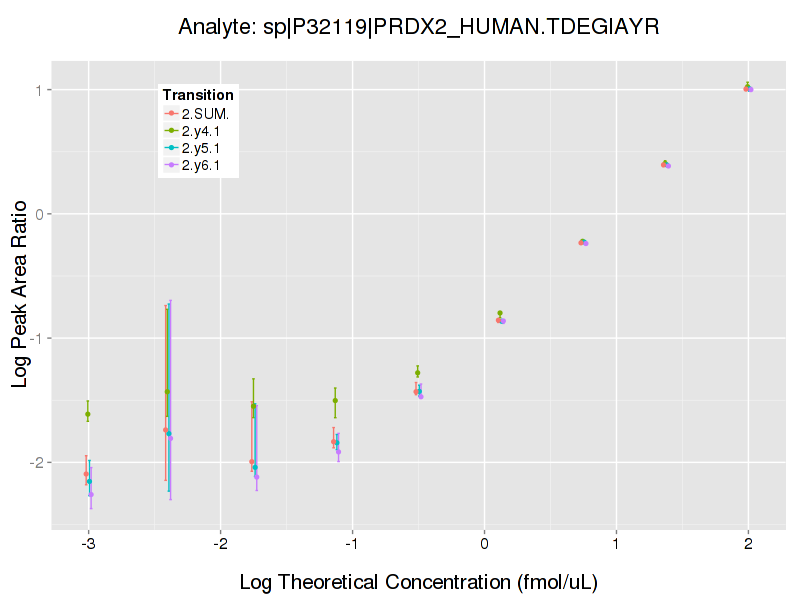 Analyte: sp|P32119|PRDX2_HUMAN.TDEGIAYR
Transition
2.SUM.
2.y4.1
2.y5.1
2.y6.1
Log Peak Area Ratio
1
0
-1
-2
-3 -2 -1 0 1 2
Log Theoretical Concentration (fmol/uL)